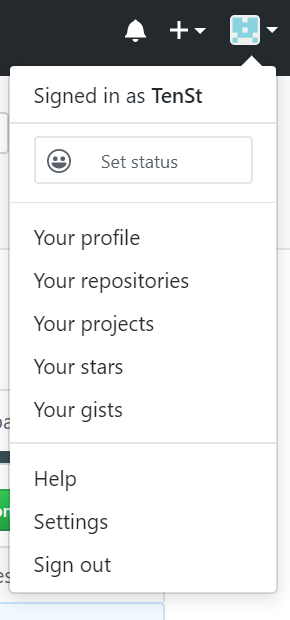 Signed in as TenSt
Set status
Your profile
Your repositories
Your projects
Your stars
Your gists
Help
Settings
Sign out